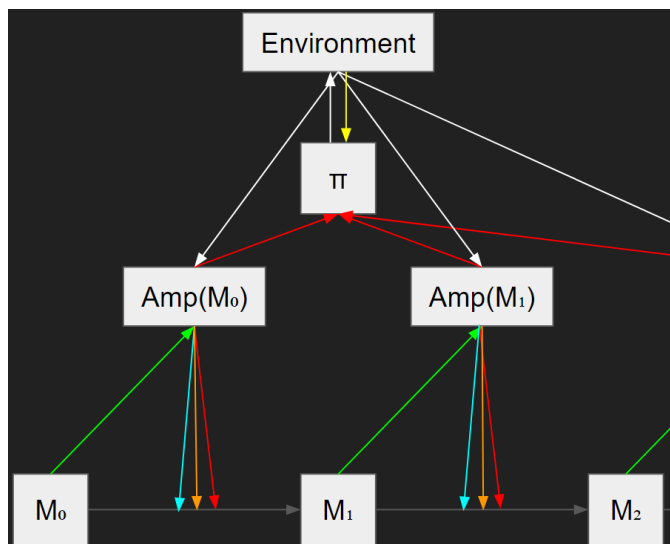 Environment
π
Amp(M₀)
Amp(M₁)
M₀
M₁
M₂